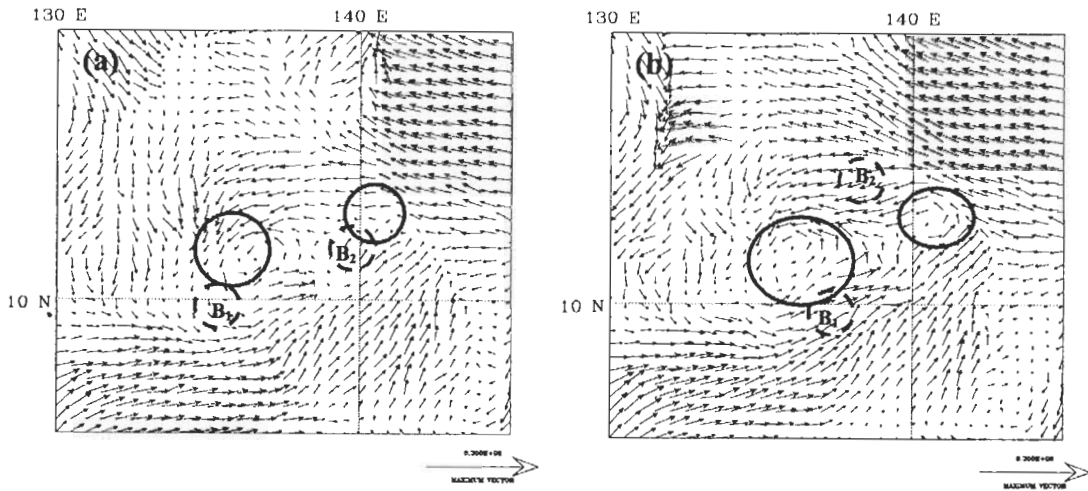 130 E 140 E
(a)
B₂
10 N
B₁
MAXIMUM VECTOR
130 E 140 E
(b)
B₂
10 N
B₁
MAXIMUM VECTOR